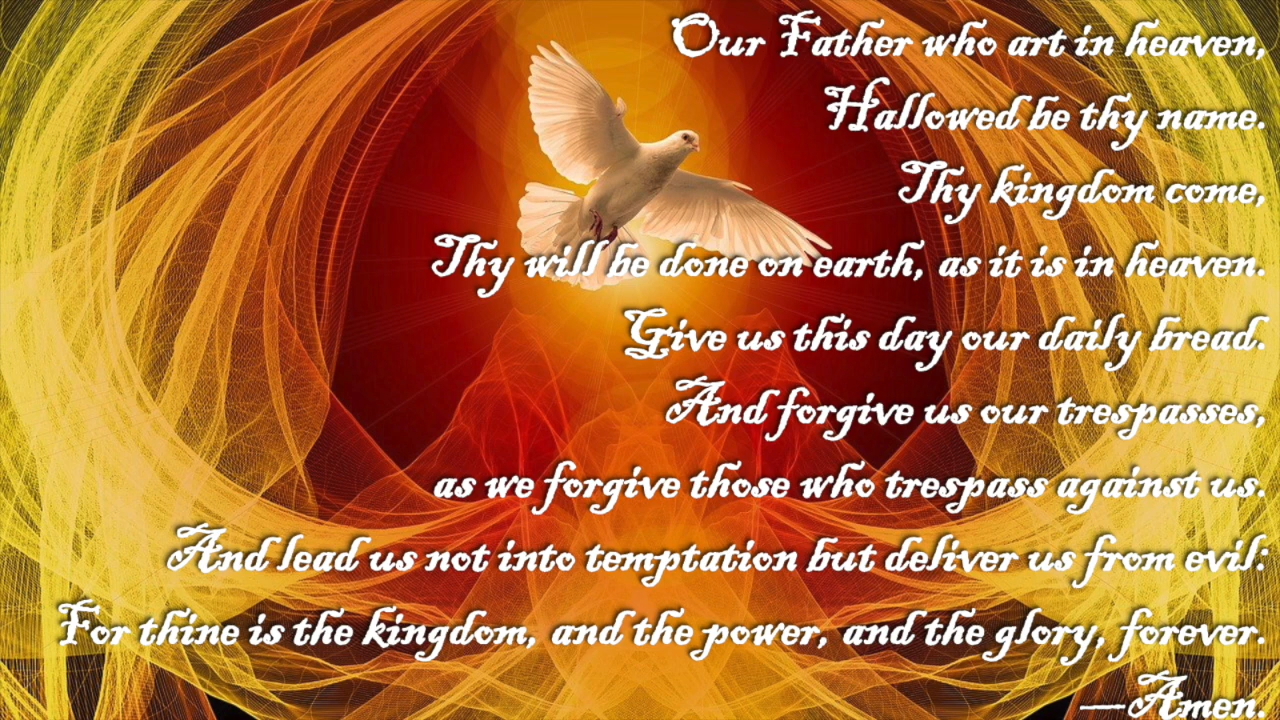 Our Father who art in heaven,
Hallowed be thy name.
Thy kingdom come,
Thy will be done on earth, as it is in heaven.
Give us this day our daily bread.
And forgive us our trespasses,
as we forgive those who trespass against us.
And lead us not into temptation but deliver us from evil:
For thine is the kingdom, and the power, and the glory, forever.
—Amen.